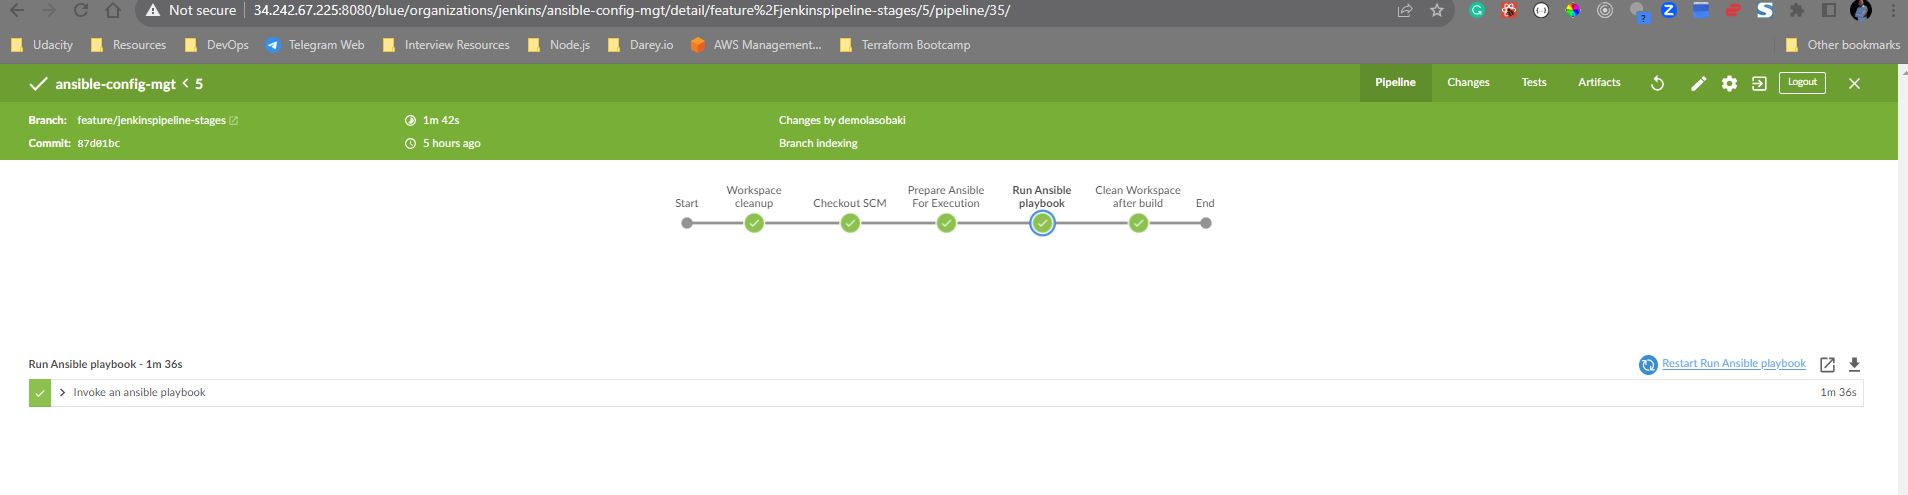 Not secure 34.242.67.225:8080/blue/organizations/jenkins/ansible-config-mgt/detail/feature%2Fjenkinspipeline-stages/5/pipeline/35/
Udacity Resources DevOps Telegram Web Interview Resources Node.js Darey.io AWS Management... Terraform Bootcamp Other bookmarks
ansible-config-mgt < 5 Pipeline Changes Tests Artifacts Logout
Branch: feature/jenkinspipeline-stages 1m 42s Changes by demolasobaki
Commit: 87d01bc 5 hours ago Branch indexing
Start
Workspace
cleanup
Checkout SCM
Prepare Ansible
For Execution
Run Ansible
playbook
Clean Workspace
after build
End
Run Ansible playbook - 1m 36s Restart Run Ansible playbook
Invoke an ansible playbook 1m 36s